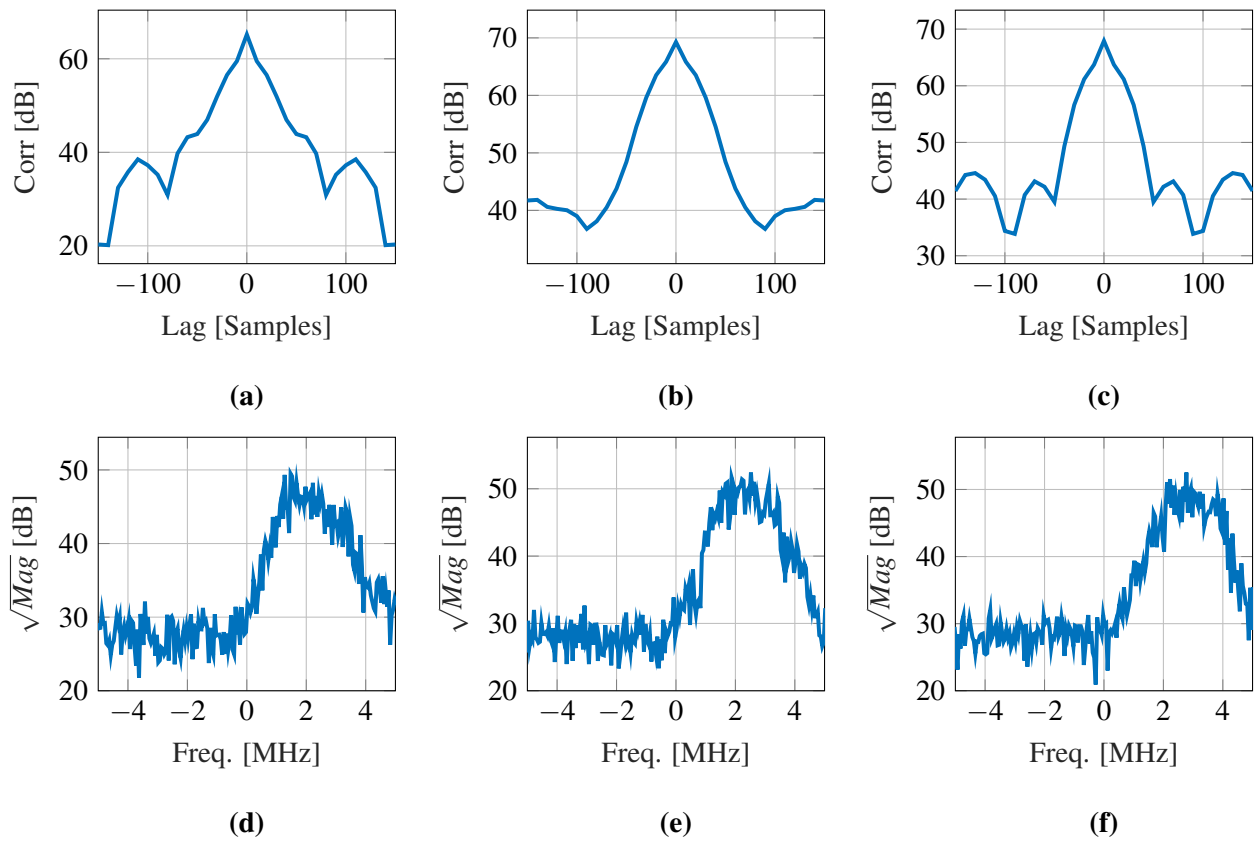 60
40
20
Corr [dB]
−100 0 100
Lag [Samples]
(a)
70
60
50
40
Corr [dB]
−100 0 100
Lag [Samples]
(b)
70
60
50
40
30
Corr [dB]
−100 0 100
Lag [Samples]
(c)
50
40
30
20
√Mag [dB]
−4 −2 0 2 4
Freq. [MHz]
(d)
50
40
30
20
√Mag [dB]
−4 −2 0 2 4
Freq. [MHz]
(e)
50
40
30
20
√Mag [dB]
−4 −2 0 2 4
Freq. [MHz]
(f)